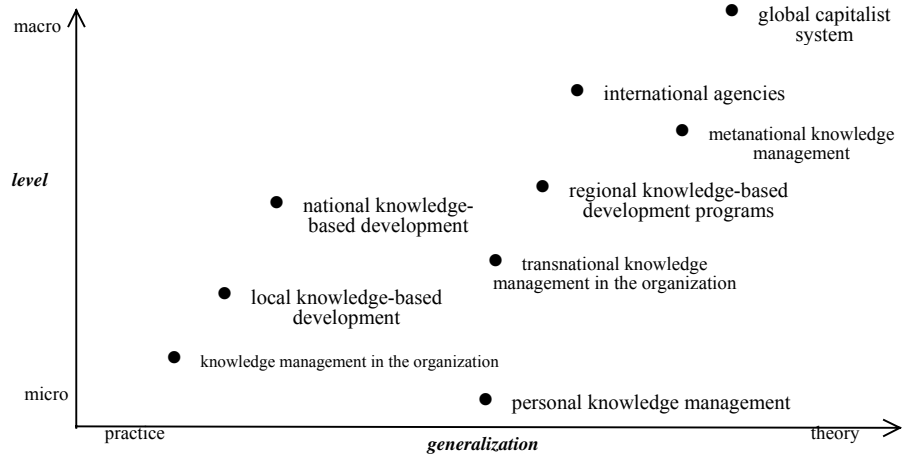 macro
global capitalist
system
international agencies
metanational knowledge
management
level
regional knowledge-based
development programs
national knowledge-
based development
transnational knowledge
management in the organization
local knowledge-based
development
knowledge management in the organization
micro
personal knowledge management
practice
generalization
theory